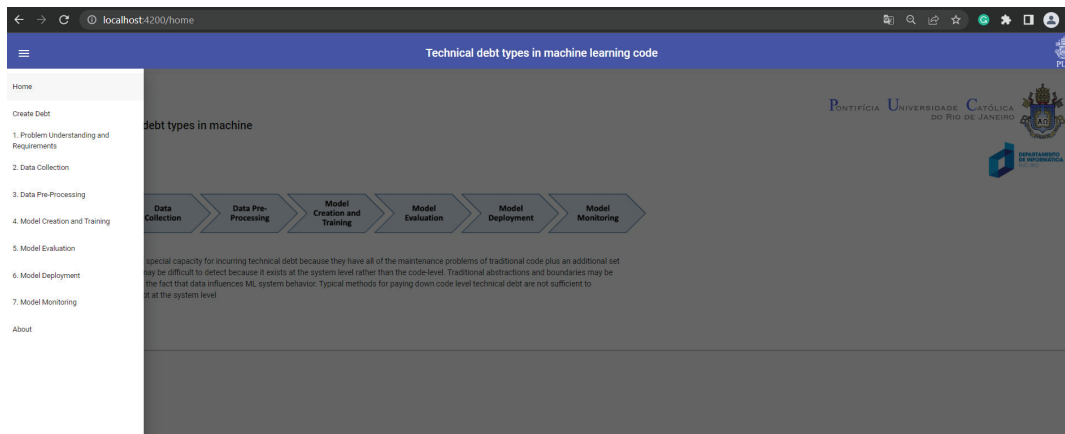 localhost:4200/home
Technical debt types in machine learning code
Home
Create Debt
1. Problem Understanding and
Requirements
2. Data Collection
3. Data Pre-Processing
4. Model Creation and Training
5. Model Evaluation
6. Model Deployment
7. Model Monitoring
About
debt types in machine
PONTIFÍCIA UNIVERSIDADE CATÓLICA
DO RIO DE JANEIRO
DEPARTAMENTO
DE INFORMÁTICA
Data
Collection
Data Pre-
Processing
Model
Creation and
Training
Model
Evaluation
Model
Deployment
Model
Monitoring
special capacity for incurring technical debt because they have all of the maintenance problems of traditional code plus an additional set
may be difficult to detect because it exists at the system level rather than the code-level. Traditional abstractions and boundaries may be
the fact that data influences ML system behavior. Typical methods for paying down code level technical debt are not sufficient to
at the system level